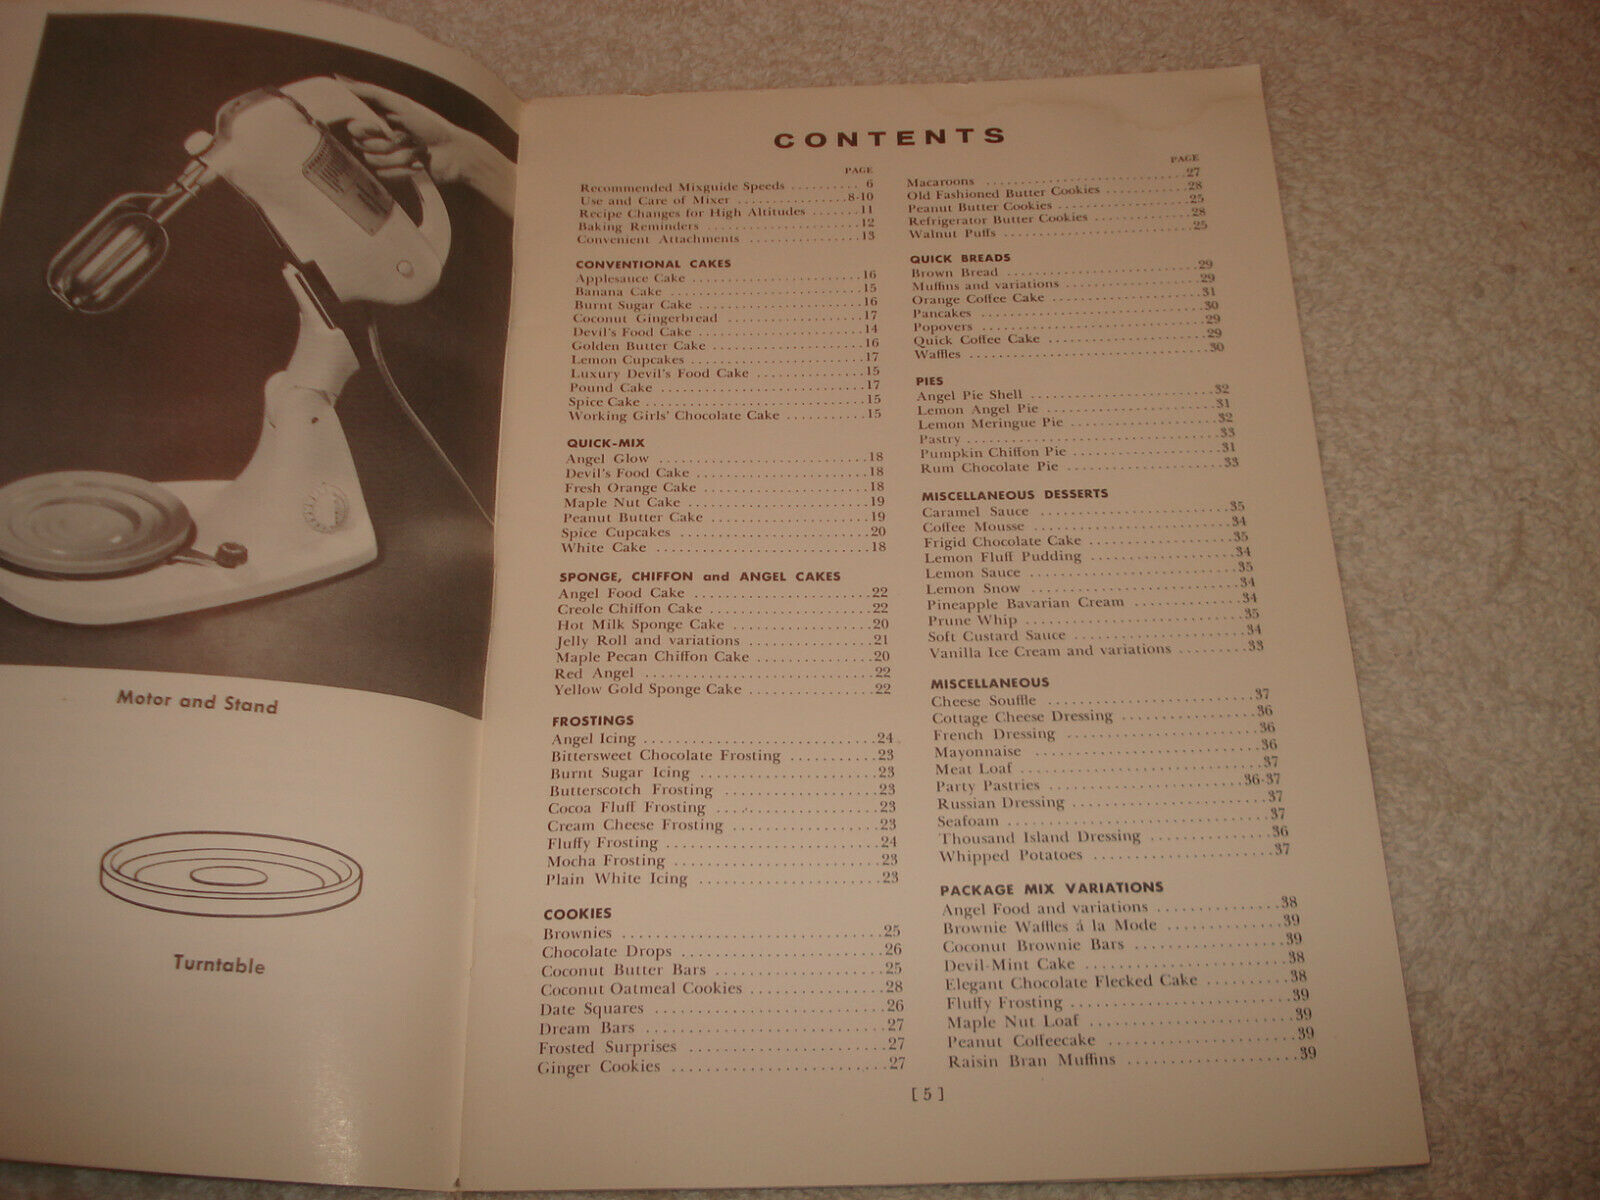 Motor and Stand
Turntable
CONTENTS
PAGE
Recommended Mixguide Speeds .......... 6
Use and Care of Mixer ...............8-10
Recipe Changes for High Altitudes .......11
Baking Reminders .....................12
Convenient Attachments ...............13
CONVENTIONAL CAKES
Applesauce Cake ........................16
Banana Cake ...........................15
Burnt Sugar Cake .......................16
Coconut Gingerbread ...................17
Devil's Food Cake .......................14
Golden Butter Cake .....................16
Lemon Cupcakes ........................17
Luxury Devil's Food Cake ...............15
Pound Cake ............................17
Spice Cake ..............................15
Working Girls' Chocolate Cake ...........15
QUICK-MIX
Angel Glow ............................18
Devil's Food Cake .......................18
Fresh Orange Cake ......................18
Maple Nut Cake ........................19
Peanut Butter Cake .....................19
Spice Cupcakes .........................20
White Cake ............................18
SPONGE, CHIFFON and ANGEL CAKES
Angel Food Cake .......................22
Creole Chiffon Cake .....................22
Hot Milk Sponge Cake ..................20
Jelly Roll and variations ................21
Maple Pecan Chiffon Cake ..............20
Red Angel .............................22
Yellow Gold Sponge Cake ...............22
FROSTINGS
Angel Icing .............................24
Bittersweet Chocolate Frosting ...........23
Burnt Sugar Icing ......................23
Butterscotch Frosting ....................23
Cocoa Fluff Frosting ....................23
Cream Cheese Frosting ..................23
Fluffy Frosting ..........................24
Mocha Frosting .........................23
Plain White Icing ......................23
COOKIES
Brownies ...............................25
Chocolate Drops ........................26
Coconut Butter Bars ....................25
Coconut Oatmeal Cookies ................28
Date Squares ...........................26
Dream Bars ............................27
Frosted Surprises .......................27
Ginger Cookies .........................27
PAGE
Macaroons ..........................27
Old Fashioned Butter Cookies ...........28
Peanut Butter Cookies ..................25
Refrigerator Butter Cookies .............28
Walnut Puffs ..........................25
QUICK BREADS
Brown Bread .........................29
Muffins and variations .................29
Orange Coffee Cake ....................31
Pancakes .............................30
Popovers .............................29
Quick Coffee Cake .....................29
Waffles ..............................30
PIES
Angel Pie Shell ........................32
Lemon Angel Pie ......................31
Lemon Meringue Pie ...................32
Pastry ................................33
Pumpkin Chiffon Pie ...................31
Rum Chocolate Pie ....................33
MISCELLANEOUS DESSERTS
Caramel Sauce ........................35
Coffee Mousse .........................34
Frigid Chocolate Cake ..................35
Lemon Fluff Pudding ..................34
Lemon Sauce .........................35
Lemon Snow ..........................34
Pineapple Bavarian Cream .............34
Prune Whip ...........................35
Soft Custard Sauce .....................34
Vanilla Ice Cream and variations .........33
MISCELLANEOUS
Cheese Souffle .........................37
Cottage Cheese Dressing ................36
French Dressing .......................36
Mayonnaise ..........................36
Meat Loaf ............................37
Party Pastries .......................36-37
Russian Dressing .......................37
Seafoam ..............................37
Thousand Island Dressing ..............36
Whipped Potatoes .....................37
PACKAGE MIX VARIATIONS
Angel Food and variations ..............38
Brownie Waffles á la Mode .............39
Coconut Brownie Bars .................39
Devil-Mint Cake ......................38
Elegant Chocolate Flecked Cake .........38
Fluffy Frosting ........................39
Maple Nut Loaf ......................39
Peanut Coffeecake ....................39
Raisin Bran Muffins ...................39
[ 5 ]